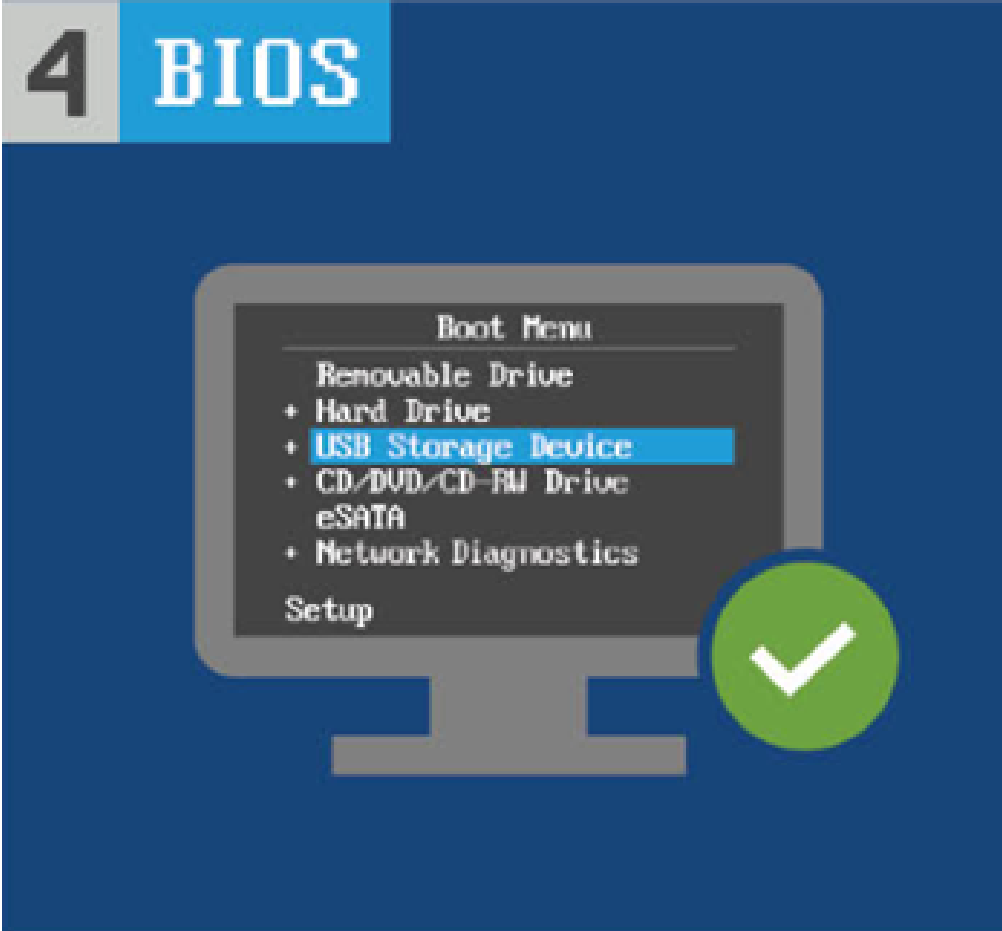 4 BIOS
Boot Menu
Removable Drive
+ Hard Drive
+ USB Storage Device
+ CD/DVD/CD-RW Drive
eSATA
+ Network Diagnostics
Setup